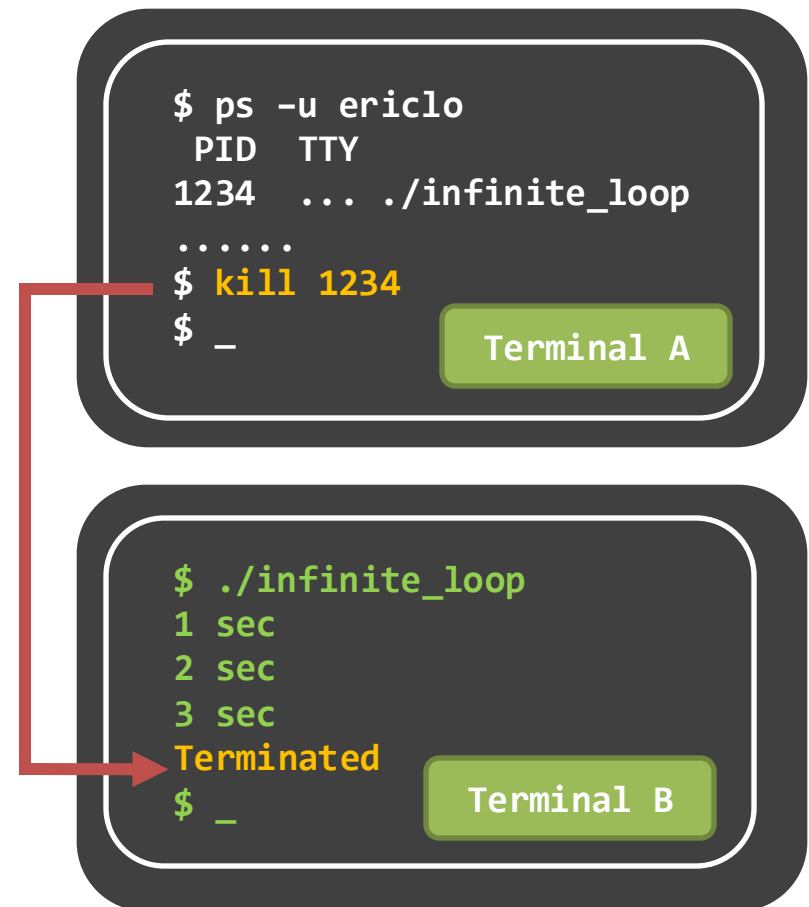 $ ps –u ericlo
PID TTY
1234 ... ./infinite_loop
......
$ kill 1234
$ _
Terminal A
$ ./infinite_loop
1 sec
2 sec
3 sec
Terminated
$ _
Terminal B